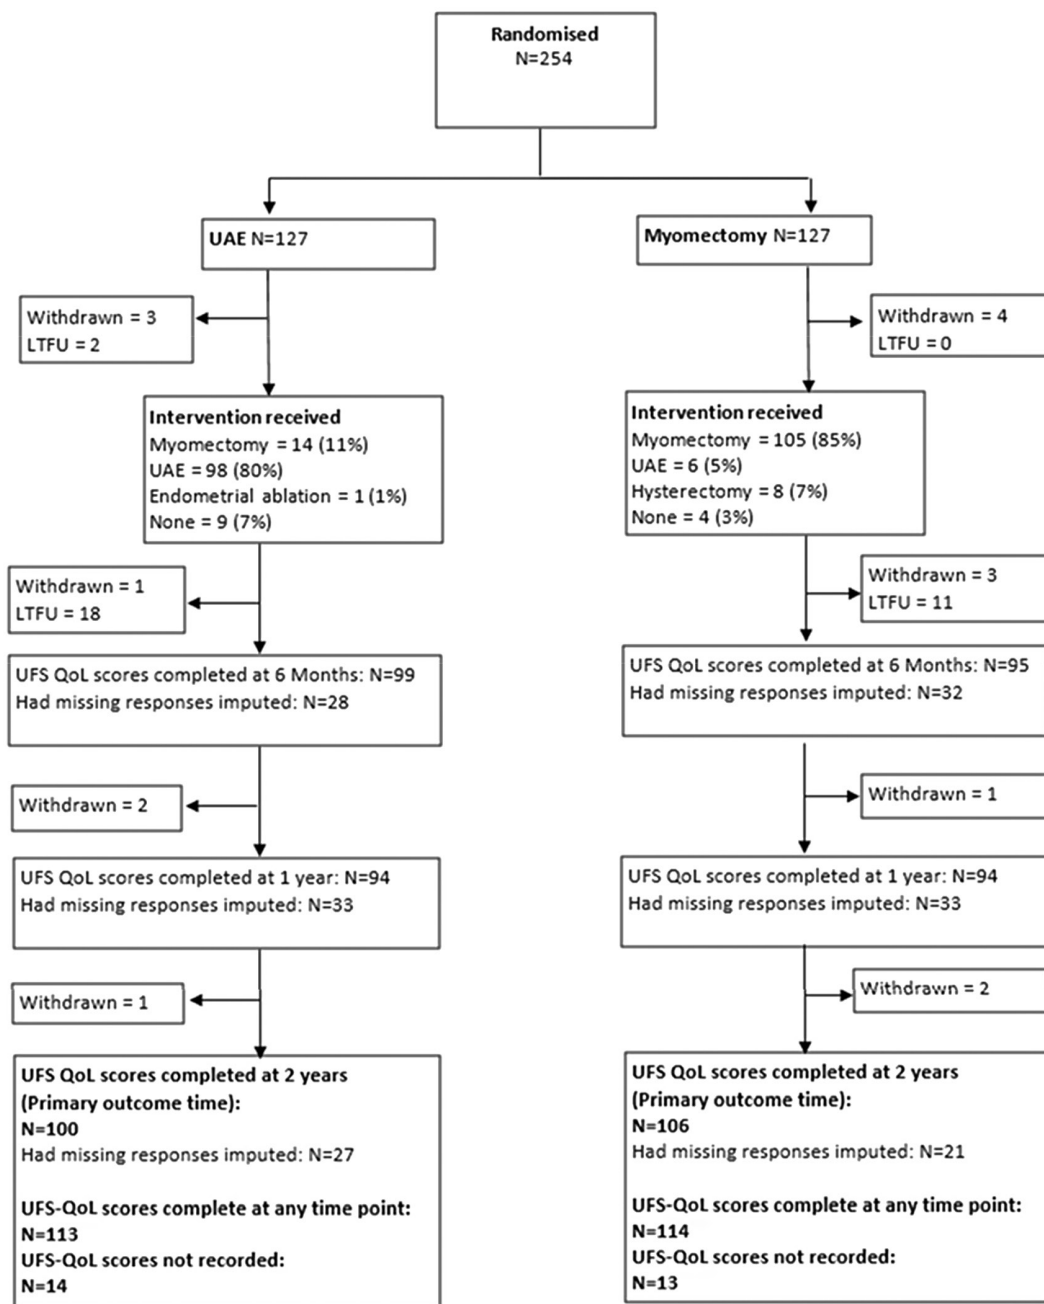 Randomised
N=254
UAE N=127
Myomectomy N=127
Withdrawn = 3
LTFU = 2
Withdrawn = 4
LTFU = 0
Intervention received
Myomectomy = 14 (11%)
UAE = 98 (80%)
Endometrial ablation = 1 (1%)
None = 9 (7%)
Intervention received
Myomectomy = 105 (85%)
UAE = 6 (5%)
Hysterectomy = 8 (7%)
None = 4 (3%)
Withdrawn = 1
LTFU = 18
Withdrawn = 3
LTFU = 11
UFS QoL scores completed at 6 Months: N=99
Had missing responses imputed: N=28
UFS QoL scores completed at 6 Months: N=95
Had missing responses imputed: N=32
Withdrawn = 2
Withdrawn = 1
UFS QoL scores completed at 1 year: N=94
Had missing responses imputed: N=33
UFS QoL scores completed at 1 year: N=94
Had missing responses imputed: N=33
Withdrawn = 1
Withdrawn = 2
UFS QoL scores completed at 2 years
(Primary outcome time):
N=100
Had missing responses imputed: N=27
UFS-QoL scores complete at any time point:
N=113
UFS-QoL scores not recorded:
N=14
UFS QoL scores completed at 2 years
(Primary outcome time):
N=106
Had missing responses imputed: N=21
UFS-QoL scores complete at any time point:
N=114
UFS-QoL scores not recorded:
N=13